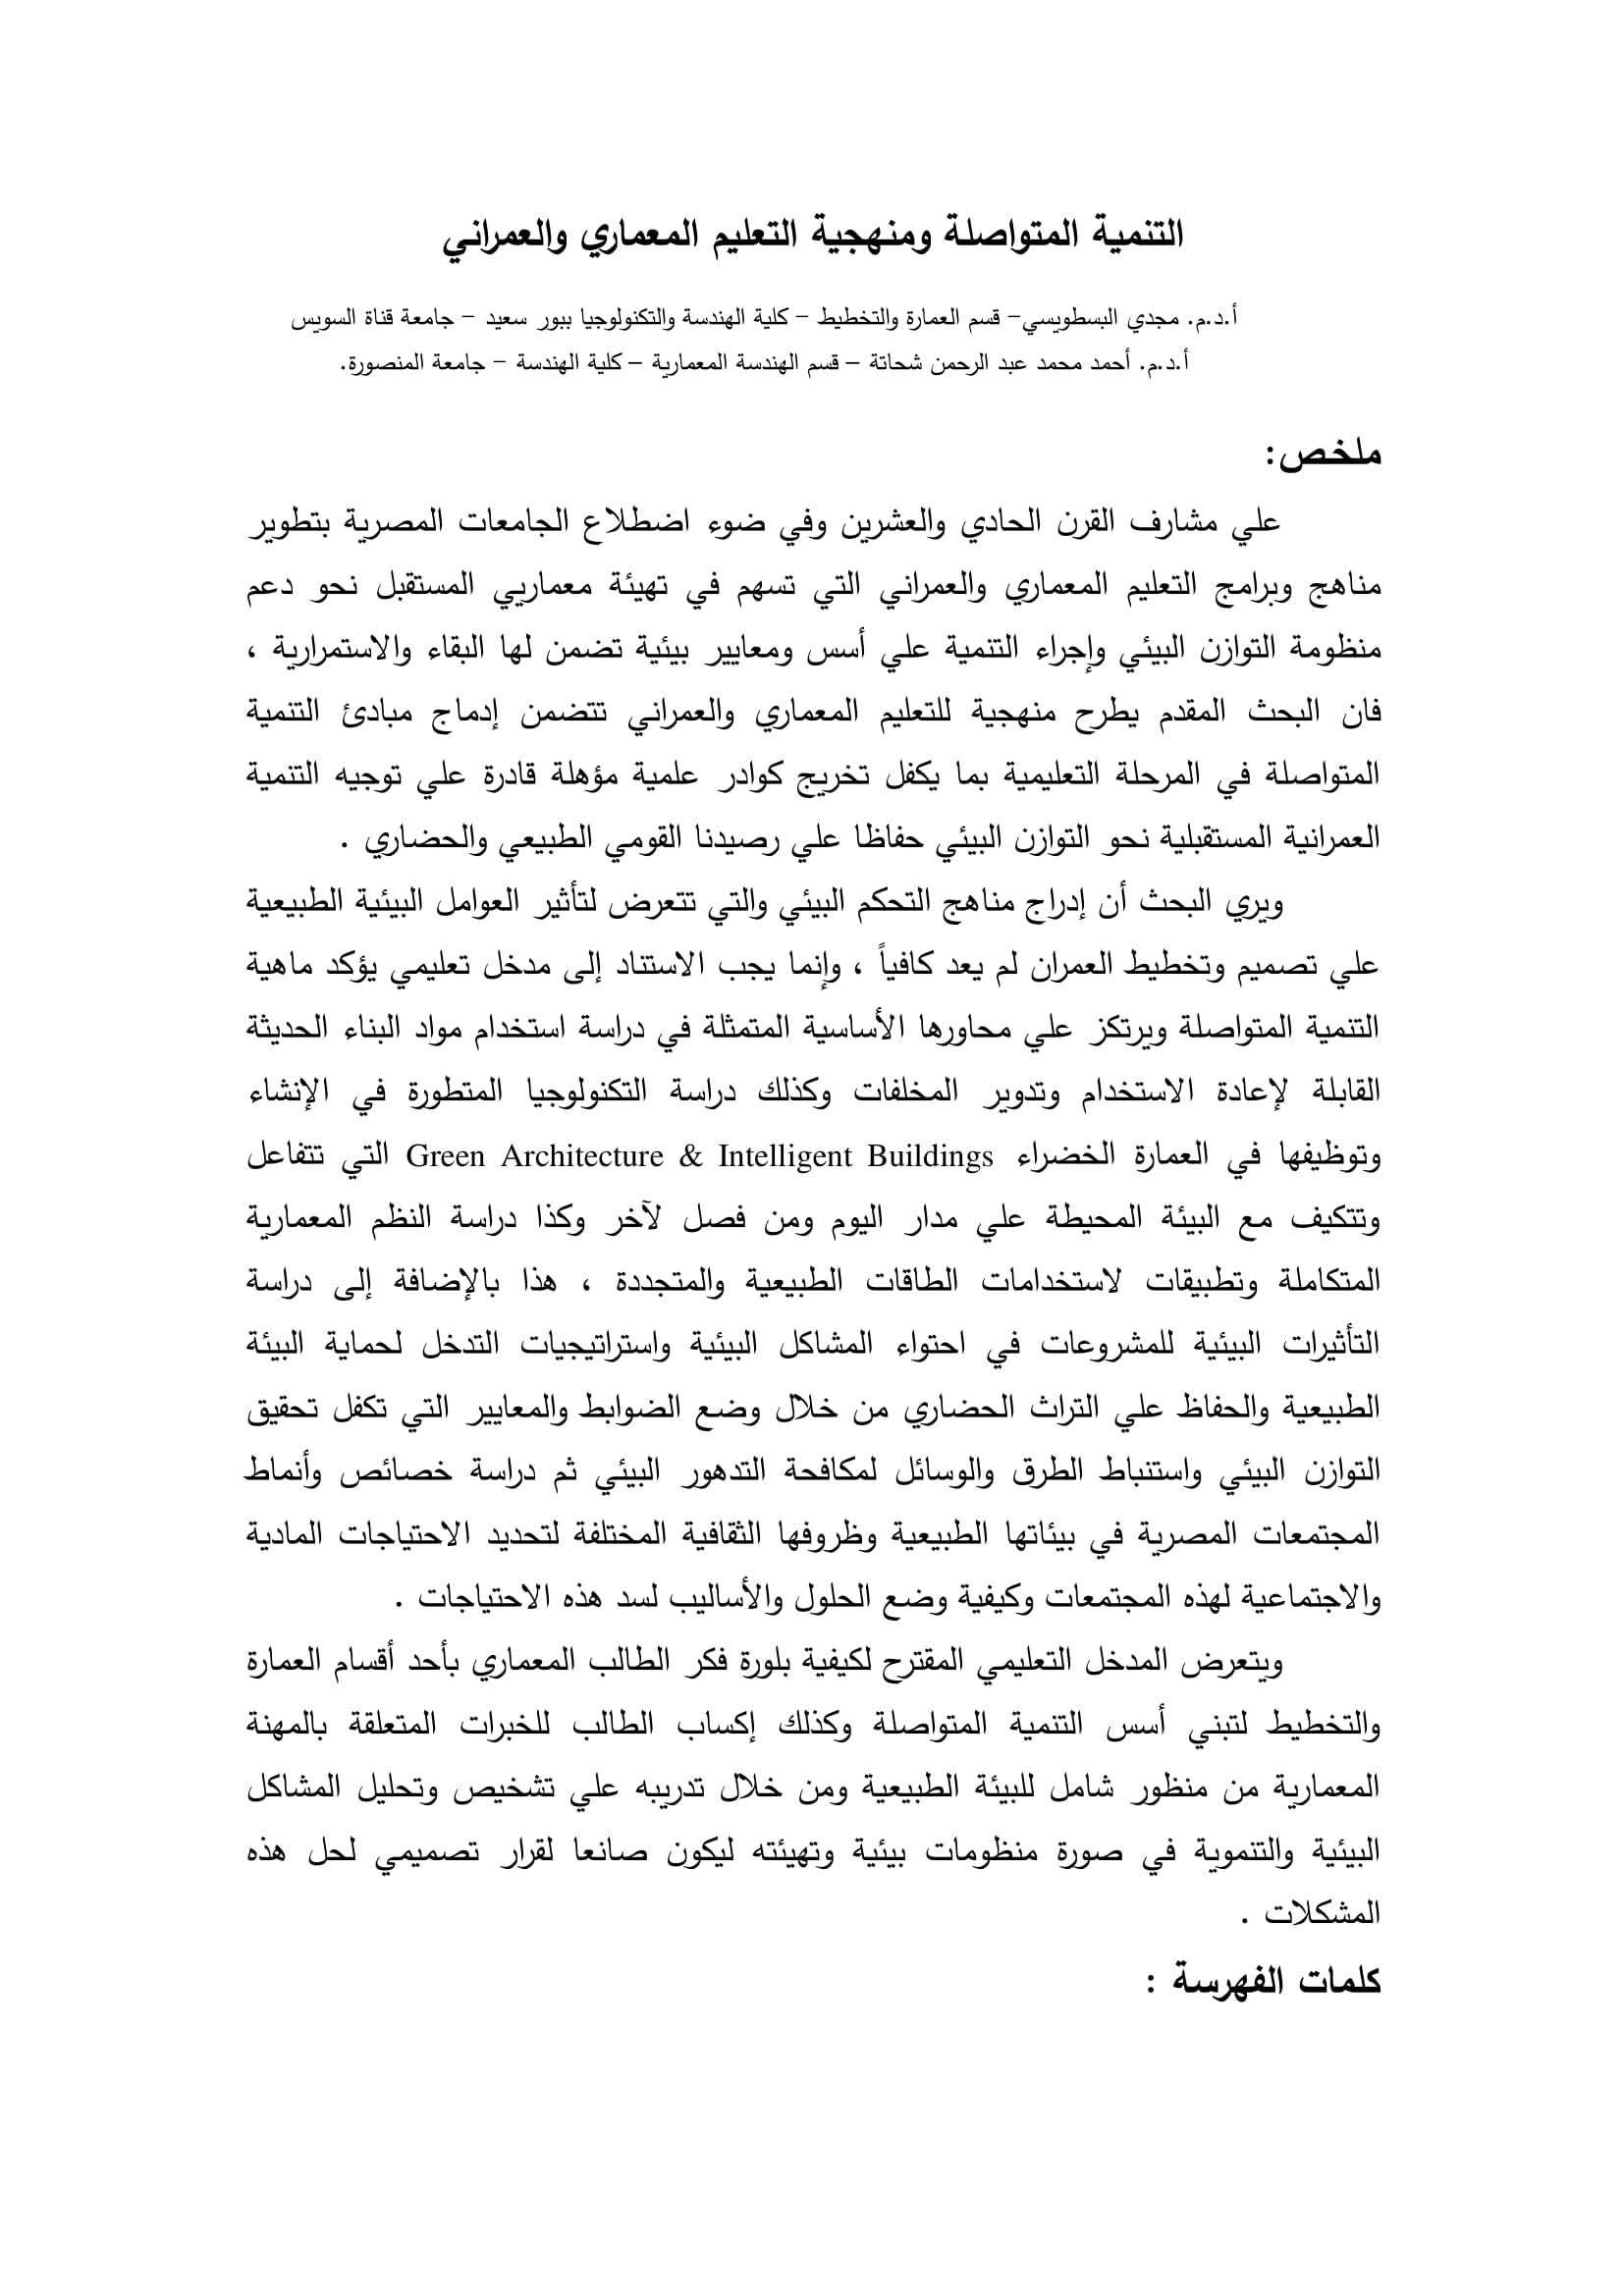 التنمية المتواصلة ومنهجية التعليم المعماري والعمراني
أ.د.م. مجدي البسطويسي– قسم العمارة والتخطيط – كلية الهندسة والتكنولوجيا ببور سعيد – جامعة قناة السويس
أ.د.م. أحمد محمد عبد الرحمن شحاتة – قسم الهندسة المعمارية – كلية الهندسة – جامعة المنصورة.
ملخص:
علي مشارف القرن الحادي والعشرين وفي ضوء اضطلاع الجامعات المصرية بتطوير
مناهج وبرامج التعليم المعماري والعمراني التي تسهم في تهيئة معماريي المستقبل نحو دعم
منظومة التوازن البيئي وإجراء التنمية علي أسس ومعايير بيئية تضمن لها البقاء والاستمرارية ،
فان البحث المقدم يطرح منهجية للتعليم المعماري والعمراني تتضمن إدماج مبادئ التنمية
المتواصلة في المرحلة التعليمية بما يكفل تخريج كوادر علمية مؤهلة قادرة علي توجيه التنمية
العمرانية المستقبلية نحو التوازن البيئي حفاظا علي رصيدنا القومي الطبيعي والحضاري .
ويري البحث أن إدراج مناهج التحكم البيئي والتي تتعرض لتأثير العوامل البيئية الطبيعية
علي تصميم وتخطيط العمران لم يعد كافياً ، وإنما يجب الاستناد إلى مدخل تعليمي يؤكد ماهية
التنمية المتواصلة ويرتكز علي محاورها الأساسية المتمثلة في دراسة استخدام مواد البناء الحديثة
القابلة لإعادة الاستخدام وتدوير المخلفات وكذلك دراسة التكنولوجيا المتطورة في الإنشاء
وتوظيفها في العمارة الخضراء Green Architecture & Intelligent Buildings التي تتفاعل
وتتكيف مع البيئة المحيطة علي مدار اليوم ومن فصل لآخر وكذا دراسة النظم المعمارية
المتكاملة وتطبيقات لاستخدامات الطاقات الطبيعية والمتجددة ، هذا بالإضافة إلى دراسة
التأثيرات البيئية للمشروعات في احتواء المشاكل البيئية واستراتيجيات التدخل لحماية البيئة
الطبيعية والحفاظ علي التراث الحضاري من خلال وضع الضوابط والمعايير التي تكفل تحقيق
التوازن البيئي واستنباط الطرق والوسائل لمكافحة التدهور البيئي ثم دراسة خصائص وأنماط
المجتمعات المصرية في بيئاتها الطبيعية وظروفها الثقافية المختلفة لتحديد الاحتياجات المادية
والاجتماعية لهذه المجتمعات وكيفية وضع الحلول والأساليب لسد هذه الاحتياجات .
ويتعرض المدخل التعليمي المقترح لكيفية بلورة فكر الطالب المعماري بأحد أقسام العمارة
والتخطيط لتبني أسس التنمية المتواصلة وكذلك إكساب الطالب للخبرات المتعلقة بالمهنة
المعمارية من منظور شامل للبيئة الطبيعية ومن خلال تدريبه علي تشخيص وتحليل المشاكل
البيئية والتنموية في صورة منظومات بيئية وتهيئته ليكون صانعا لقرار تصميمي لحل هذه
المشكلات .
كلمات الفهرسة :